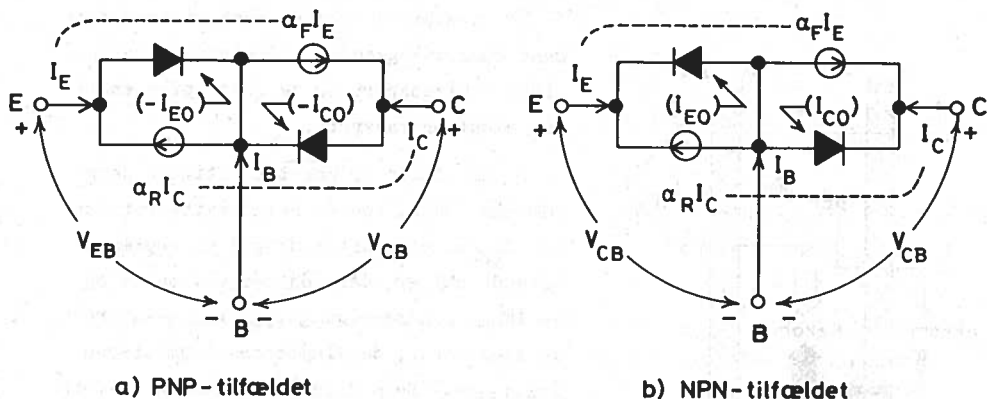 α_F I_E
I_E
E
+
(-I_EO)
(-I_CO)
C
+
I_C
I_B
α_R I_C
V_EB
V_CB
-
-
B
a) PNP-tilfældet
α_F I_E
I_E
E
+
(I_EO)
(I_CO)
C
+
I_C
I_B
α_R I_C
V_CB
V_CB
-
-
B
b) NPN-tilfældet